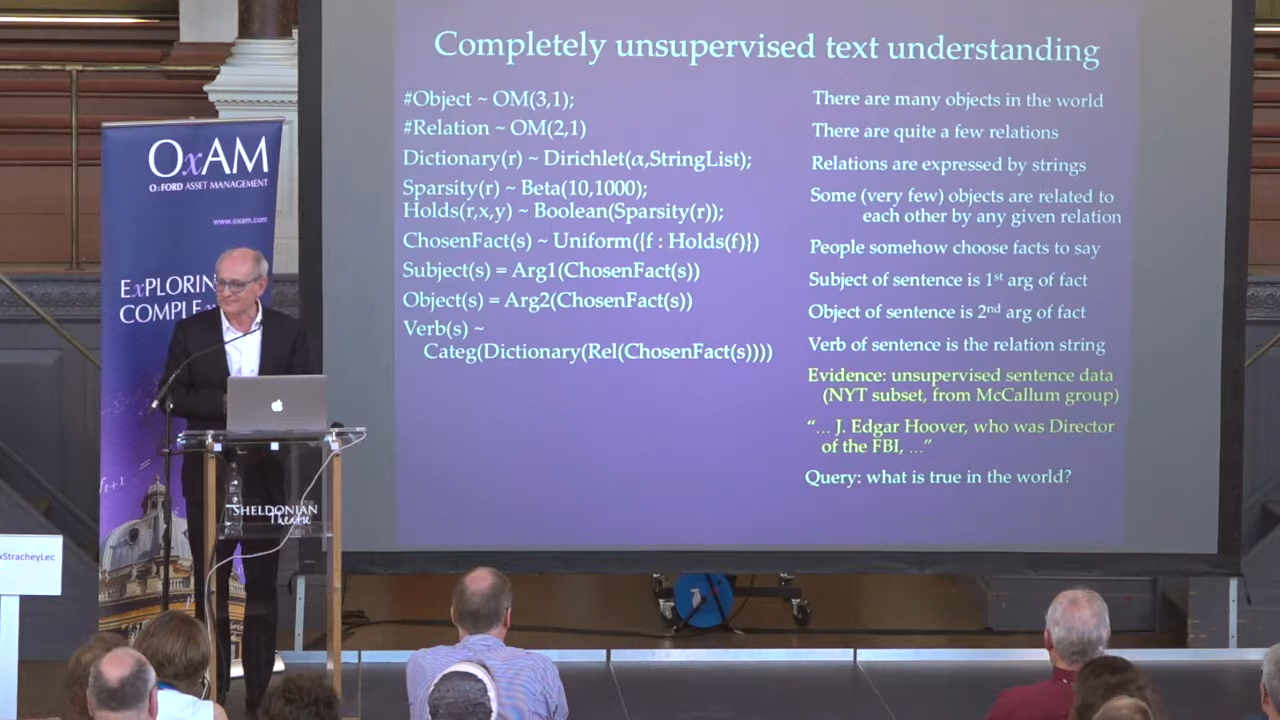 Completely unsupervised text understanding
#Object ~ OM(3,1);
#Relation ~ OM(2,1)
Dictionary(r) ~ Dirichlet(α,StringList);
Sparsity(r) ~ Beta(10,1000);
Holds(r,x,y) ~ Boolean(Sparsity(r));
ChosenFact(s) ~ Uniform({f : Holds(f)})
Subject(s) = Arg1(ChosenFact(s))
Object(s) = Arg2(ChosenFact(s))
Verb(s) ~
Categ(Dictionary(Rel(ChosenFact(s))))
There are many objects in the world
There are quite a few relations
Relations are expressed by strings
Some (very few) objects are related to
each other by any given relation
People somehow choose facts to say
Subject of sentence is 1st arg of fact
Object of sentence is 2nd arg of fact
Verb of sentence is the relation string
Evidence: unsupervised sentence data
(NYT subset, from McCallum group)
"... J. Edgar Hoover, who was Director
of the FBI, ..."
Query: what is true in the world?
OxAM
OxFORD ASSET MANAGEMENT
www.oxam.com
ExPLORIN
COMPLEx
SHELDONIAN
Theatre
xStracheyLec